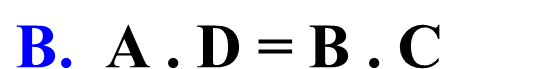 B. A . D = B . C